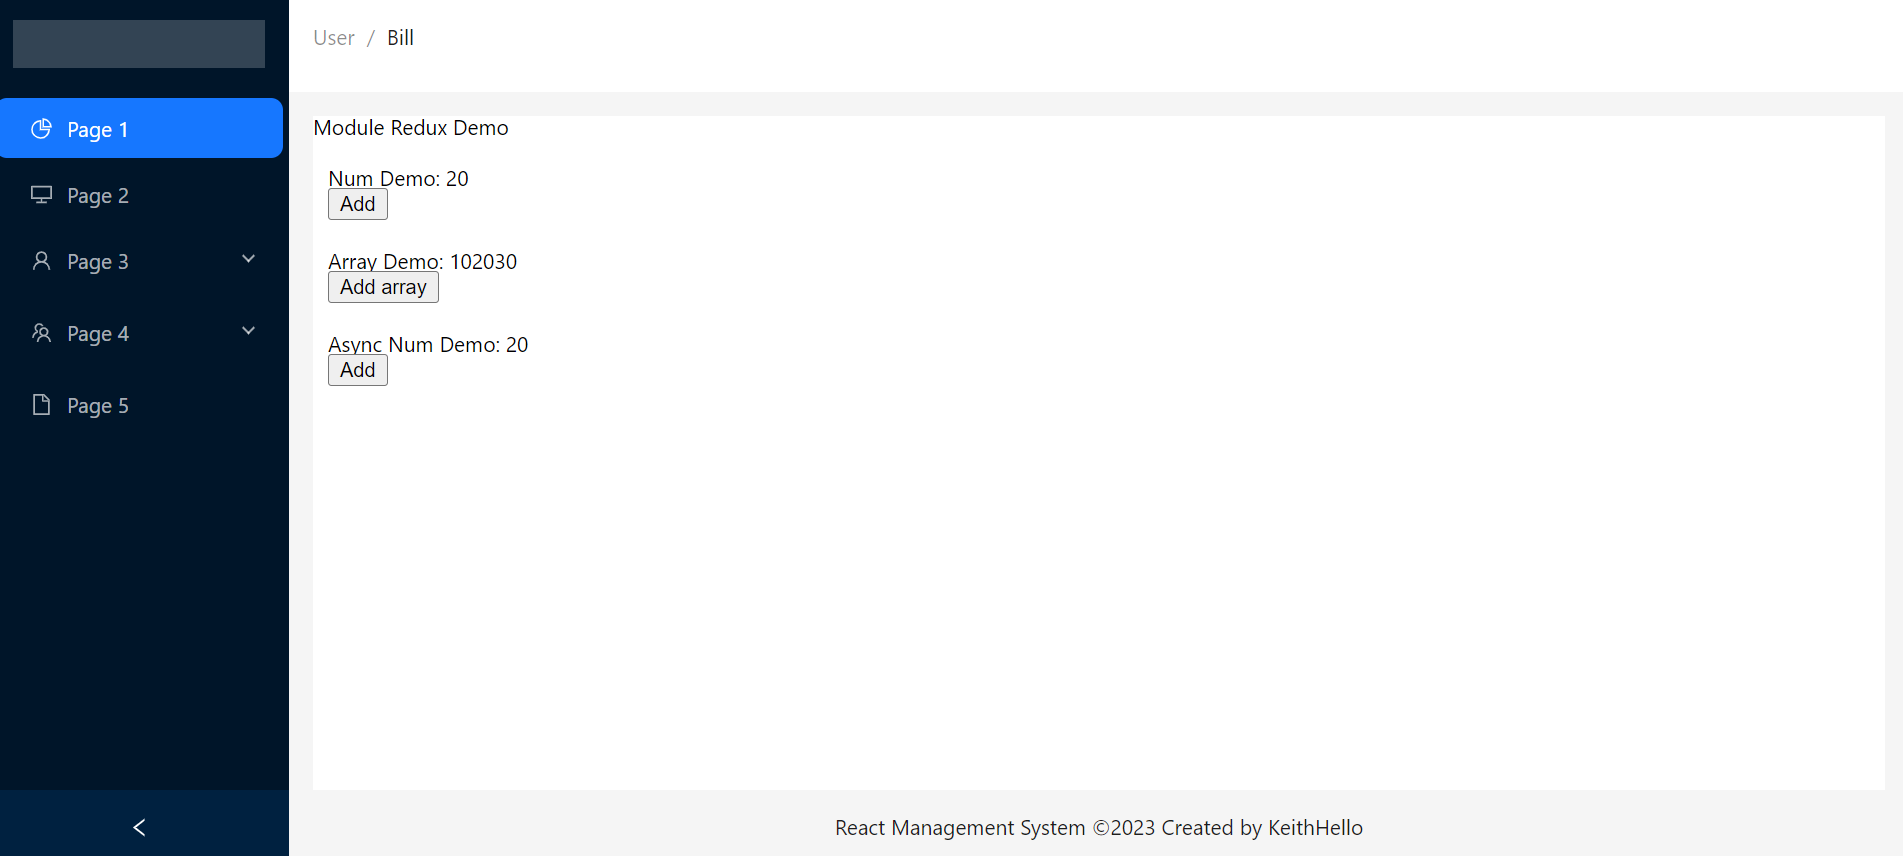 User / Bill
Page 1
Page 2
Page 3
Page 4
Page 5
Module Redux Demo
Num Demo: 20
Add
Array Demo: 102030
Add array
Async Num Demo: 20
Add
React Management System ©2023 Created by KeithHello